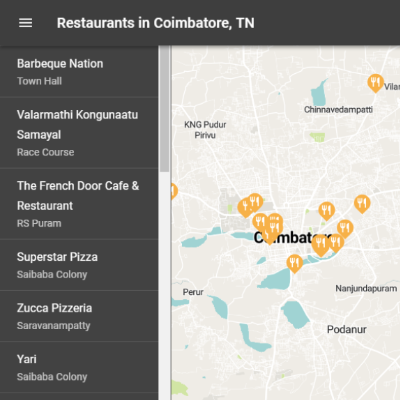 Restaurants in Coimbatore, TN
Barbeque Nation
Town Hall
Valarmathi Kongunaatu
Samayal
Race Course
The French Door Cafe &
Restaurant
RS Puram
Superstar Pizza
Saibaba Colony
Zucca Pizzeria
Saravanampatty
Yari
Saibaba Colony
Vilan
Chinnavedampatti
KNG Pudur
Pirivu
Coimbatore
Perur
Nanjundapuram
Podanur